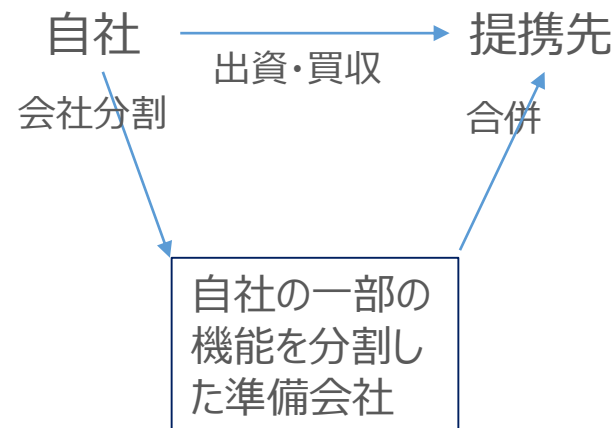 自社
提携先
出資・買収
会社分割
合併
自社の一部の
機能を分割し
た準備会社